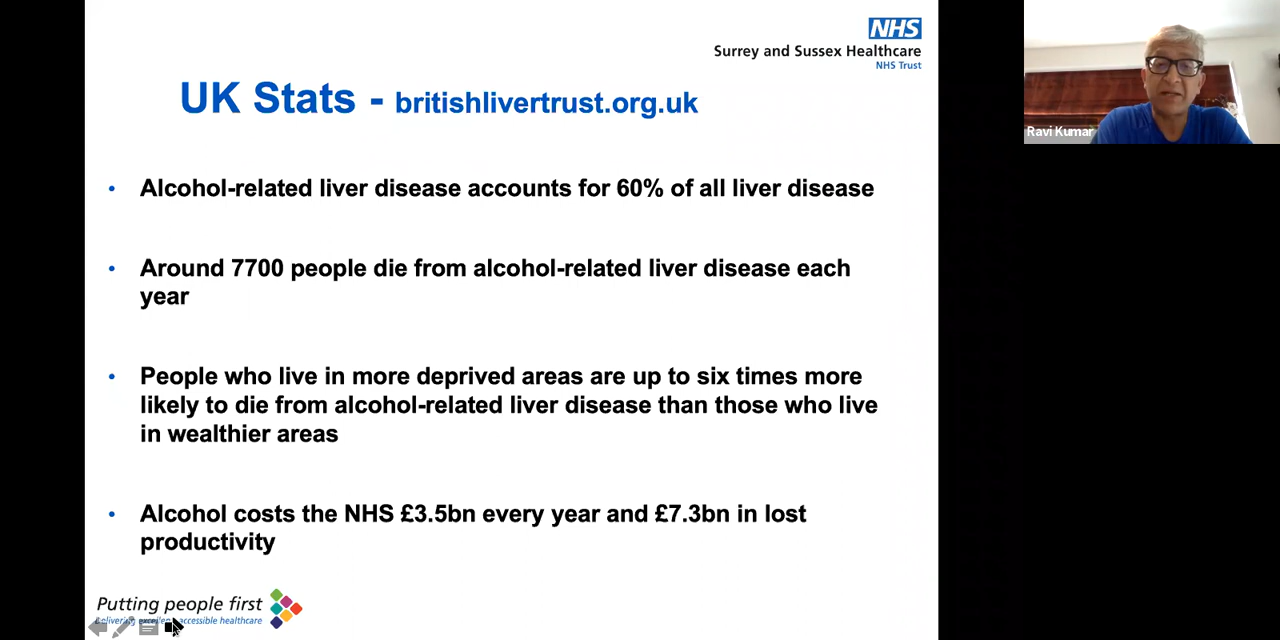 NHS
Surrey and Sussex Healthcare
NHS Trust
UK Stats - britishlivertrust.org.uk
• Alcohol-related liver disease accounts for 60% of all liver disease
• Around 7700 people die from alcohol-related liver disease each
year
• People who live in more deprived areas are up to six times more
likely to die from alcohol-related liver disease than those who live
in wealthier areas
• Alcohol costs the NHS £3.5bn every year and £7.3bn in lost
productivity
Putting people first
accessible healthcare
Ravi Kumar